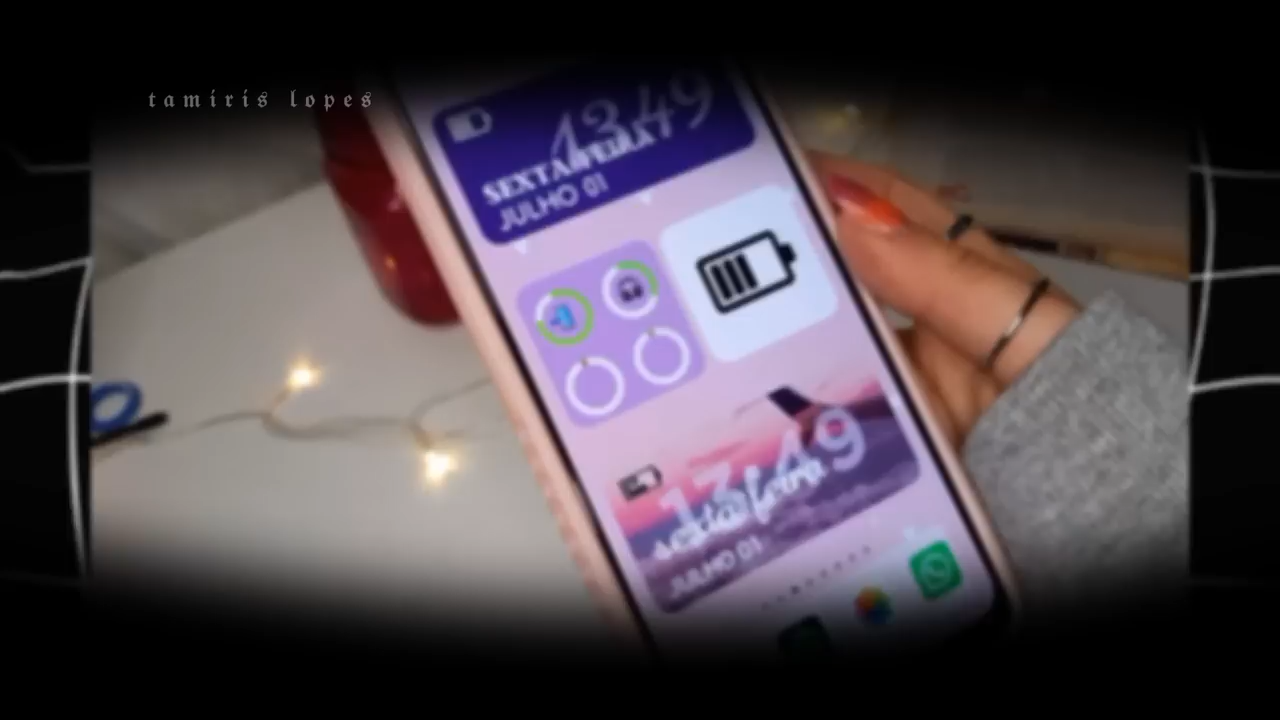 tamiris lopes
13:49
SEXTA-FEIRA
JULHO 01
13:49
sexta-feira
JULHO 01